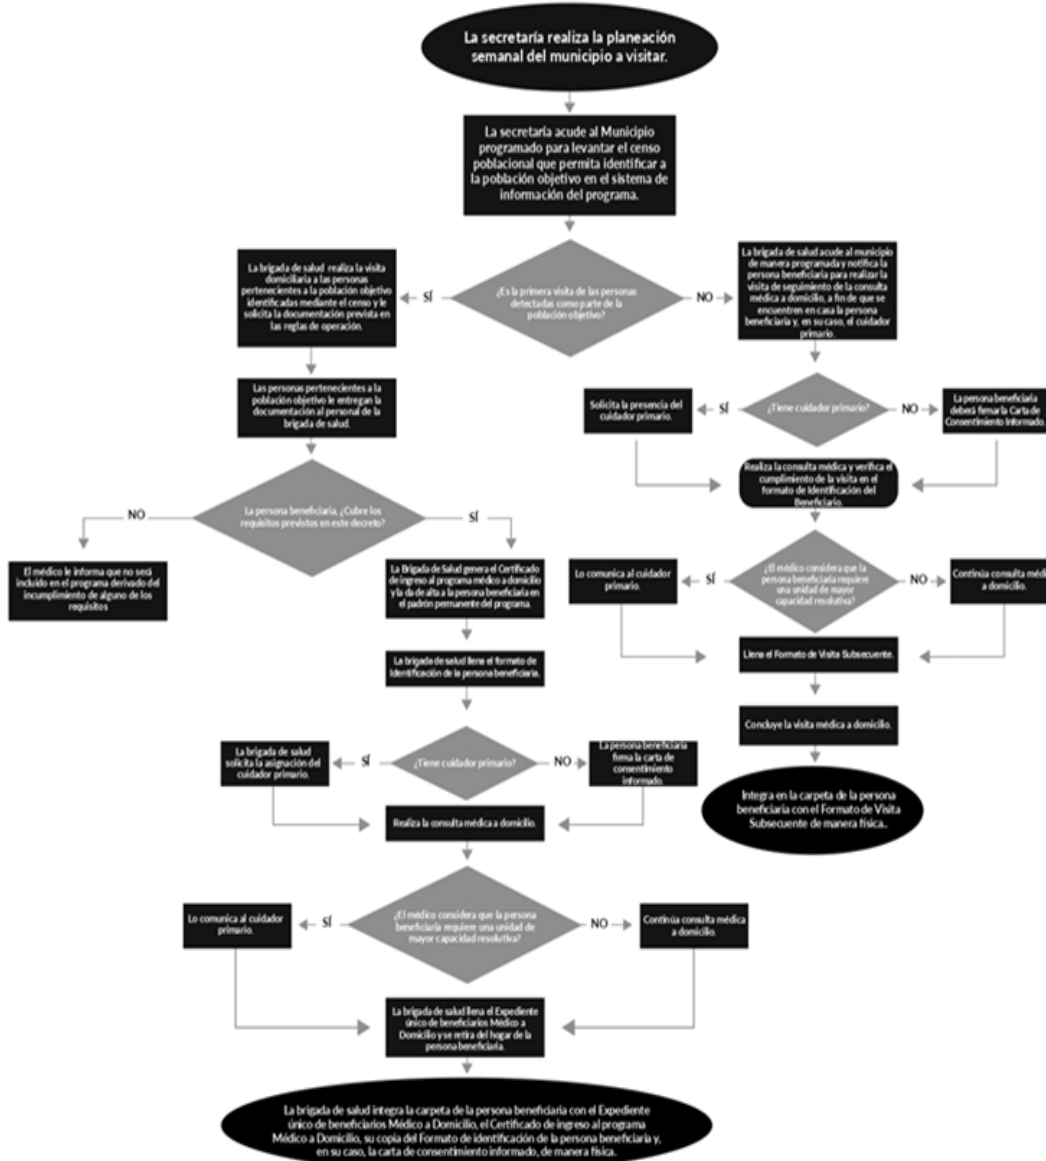 La secretaría realiza la planeación
semanal del municipio a visitar.
La secretaría acude al Municipio
programado para levantar el censo
poblacional que permita identificar a
la población objetivo en el sistema de
información del programa.
¿Es la primera visita de las personas
detectadas como parte de la
población objetivo?
SÍ
NO
La brigada de salud realiza la visita
domiciliaria a las personas
pertenecientes a la población objetivo
identificadas mediante el censo y le
solicita la documentación prevista en
las reglas de operación.
La brigada de salud acude al municipio
de manera programada y notifica la
persona beneficiaria para realizar la
visita de seguimiento de la consulta
médica a domicilio, a fin de que se
encuentren en casa la persona
beneficiaria y, en su caso, el cuidador
primario.
Las personas pertenecientes a la
población objetivo le entregan la
documentación al personal de la
brigada de salud.
¿Tiene cuidador primario?
SÍ
NO
Solicita la presencia del
cuidador primario.
La persona beneficiaria
deberá firmar la Carta de
Consentimiento Informado.
Realiza la consulta médica y verifica el
cumplimiento de la visita en el
formato de Identificación del
Beneficiario.
La persona beneficiaria, ¿Cubre los
requisitos previstos en este decreto?
NO
SÍ
El médico le informa que no será
incluido en el programa derivado del
incumplimiento de alguno de los
requisitos
La Brigada de Salud genera el Certificado
de ingreso al programa médico a domicilio
y la da de alta a la persona beneficiaria en
el padrón permanente del programa.
¿El médico considera que la
persona beneficiaria requiere
una unidad de mayor
capacidad resolutiva?
SÍ
NO
Lo comunica al cuidador
primario.
Continúa consulta médica
a domicilio.
La brigada de salud llena el formato de
Identificación de la persona beneficiaria.
Llena el Formato de Visita Subsecuente.
Concluye la visita médica a domicilio.
Integra en la carpeta de la persona
beneficiaria con el Formato de Visita
Subsecuente de manera física..
¿Tiene cuidador primario?
SÍ
NO
La brigada de salud
solicita la asignación del
cuidador primario.
La persona beneficiaria
firma la carta de
consentimiento
informado.
Realiza la consulta médica a domicilio.
¿El médico considera que la persona
beneficiaria requiere una unidad de
mayor capacidad resolutiva?
SÍ
NO
Lo comunica al cuidador
primario.
Continúa consulta médica
a domicilio.
La brigada de salud llena el Expediente
único de beneficiarios Médico a
Domicilio y se retira del hogar de la
persona beneficiaria.
La brigada de salud integra la carpeta de la persona beneficiaria con el Expediente
único de beneficiarios Médico a Domicilio, el Certificado de ingreso al programa
Médico a Domicilio, su copia del Formato de identificación de la persona beneficiaria y,
en su caso, la carta de consentimiento informado, de manera física.